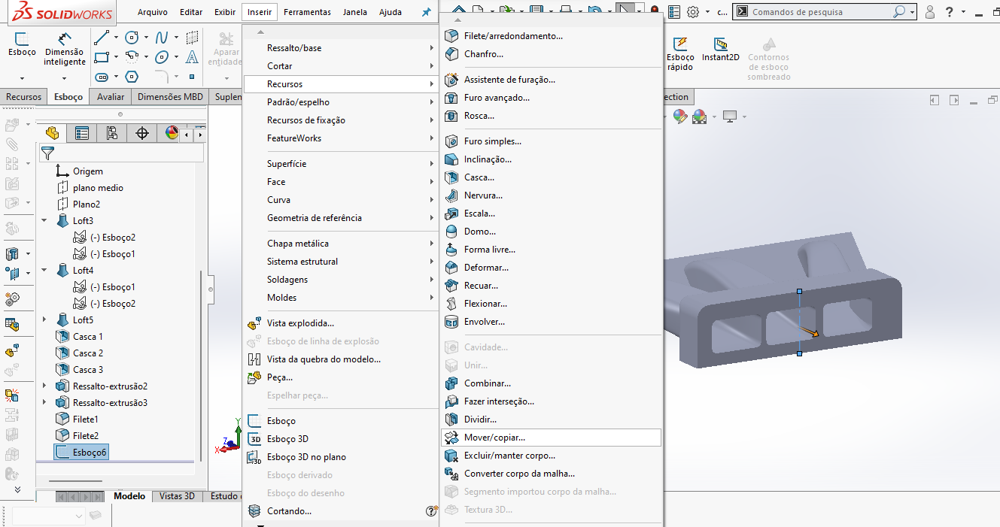 SOLIDWORKS
Arquivo Editar Exibir Inserir Ferramentas Janela Ajuda
c...
Comandos de pesquisa
?
Esboço
Dimensão
inteligente
Aparar
entidade
Esboço
rápido
Instant2D
Contornos
de esboço
sombreado
Recursos Esboço Avaliar Dimensões MBD Suplen
ection
Origem
plano medio
Plano2
Loft3
(-) Esboço2
(-) Esboço1
Loft4
(-) Esboço1
(-) Esboço2
Loft5
Casca 1
Casca 2
Casca 3
Ressalto-extrusão2
Ressalto-extrusão3
Filete1
Filete2
Esboço6
Modelo Vistas 3D Estudo
Y
Z
X
Ressalto/base
Cortar
Recursos
Padrão/espelho
Recursos de fixação
FeatureWorks
Superfície
Face
Curva
Geometria de referência
Chapa metálica
Sistema estrutural
Soldagens
Moldes
Vista explodida...
Esboço de linha de explosão
Vista da quebra do modelo...
Peça...
Espelhar peça...
Esboço
3D Esboço 3D
3D Esboço 3D no plano
Esboço derivado
Esboço do desenho
Cortando...
Filete/arredondamento...
Chanfro...
Assistente de furação...
Furo avançado...
Rosca...
Furo simples...
Inclinação...
Casca...
Nervura...
Escala...
Domo...
Forma livre...
Deformar...
Recuar...
Flexionar...
Envolver...
Cavidade...
Unir...
Combinar...
Fazer interseção...
Dividir...
Mover/copiar...
Excluir/manter corpo...
Converter corpo da malha...
Segmento importou corpo da malha...
Textura 3D...